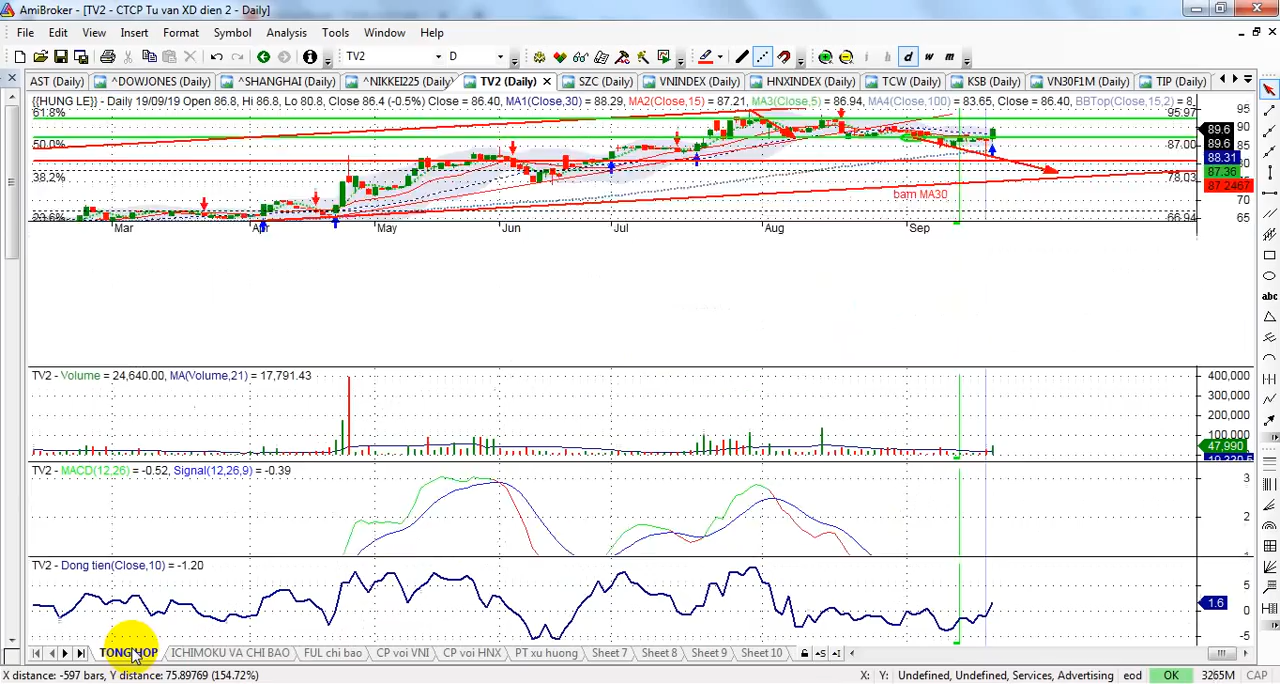 AmiBroker - [TV2 - CTCP Tu van XD dien 2 - Daily]
File Edit View Insert Format Symbol Analysis Tools Window Help
TV2 D d w m
AST (Daily) ^DOWJONES (Daily) ^SHANGHAI (Daily) ^NIKKEI225 (Daily) TV2 (Daily) SZC (Daily) VNINDEX (Daily) HNXINDEX (Daily) TCW (Daily) KSB (Daily) VN30F1M (Daily) TIP (Daily)
{{HUNG LE}} - Daily 19/09/19 Open 86.8, Hi 86.8, Lo 80.8, Close 86.4 (-0.5%) Close = 86.40, MA1(Close,30) = 88.29, MA2(Close,15) = 87.21, MA3(Close,5) = 86.94, MA4(Close,100) = 83.65, Close = 86.40, BBTop(Close,15,2) = 8,
61.8% 95.97 95
90 89.6
50.0% 87.00 89.6
88.31
80
38.2% 78.03 87.36
87.2467
bam MA30 70
23.6% 66.94 65
Mar Apr May Jun Jul Aug Sep
TV2 - Volume = 24,640.00, MA(Volume,21) = 17,791.43
400,000
300,000
200,000
100,000
47,990
TV2 - MACD(12,26) = -0.52, Signal(12,26,9) = -0.39
3
2
1
TV2 - Dong tien(Close,10) = -1.20
5
1.6
0
-5
TONG HOP ICHIMOKU VA CHI BAO FUL chi bao CP voi VNI CP voi HNX PT xu huong Sheet 7 Sheet 8 Sheet 9 Sheet 10
X distance: -597 bars, Y distance: 75.89769 (154.72%) X: Y: Undefined, Undefined, Services, Americans eod OK 3265M CAP
abc